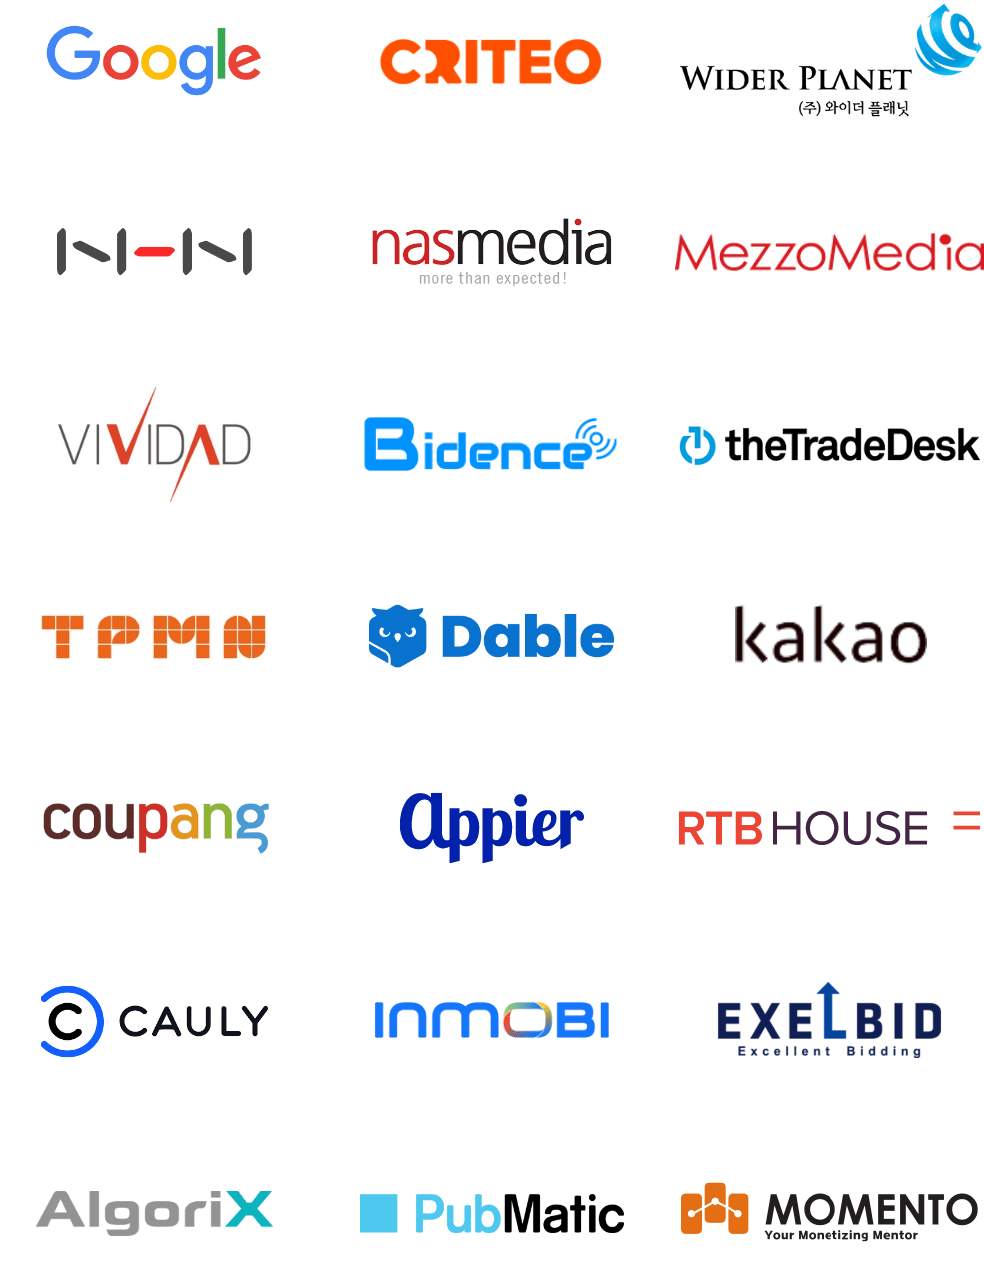 Google
CRITEO
WIDER PLANET
(주) 와이더 플래닛
NHN
nasmedia
more than expected!
MezzoMedia
VIVIDAD
Bidence
theTradeDesk
TPMN
Dable
kakao
coupang
Appier
RTB HOUSE
C CAULY
INMOBI
EXELBID
Excellent Bidding
AlgoriX
PubMatic
MOMENTO
Your Monetizing Mentor